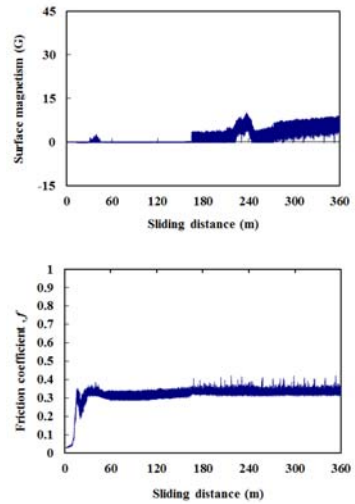 45
30
15
0
-15
Surface magnetism (G)
0 60 120 180 240 300 360
Sliding distance (m)
1
0.9
0.8
0.7
0.6
0.5
0.4
0.3
0.2
0.1
0
Friction coefficient , f
0 60 120 180 240 300 360
Sliding distance (m)